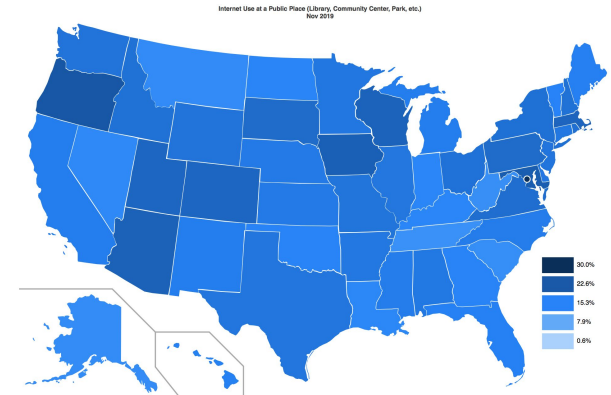 Internet Use at a Public Place (Library, Community Center, Park, etc.)
Nov 2019
30.0%
22.6%
15.3%
7.9%
0.6%